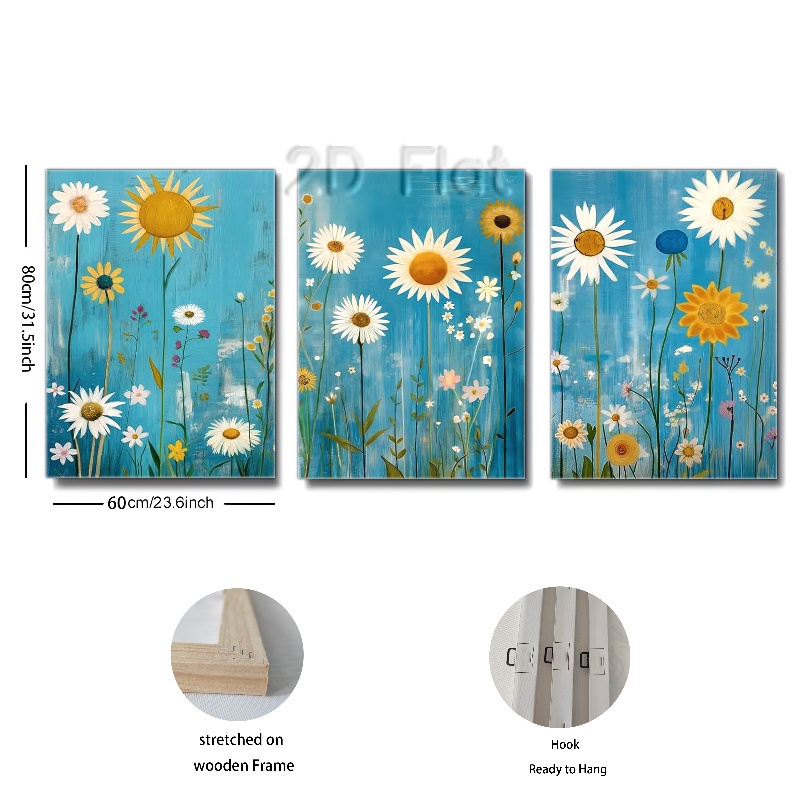 2D Flat
80cm/31.5inch
60cm/23.6inch
stretched on
wooden Frame
Hook
Ready to Hang